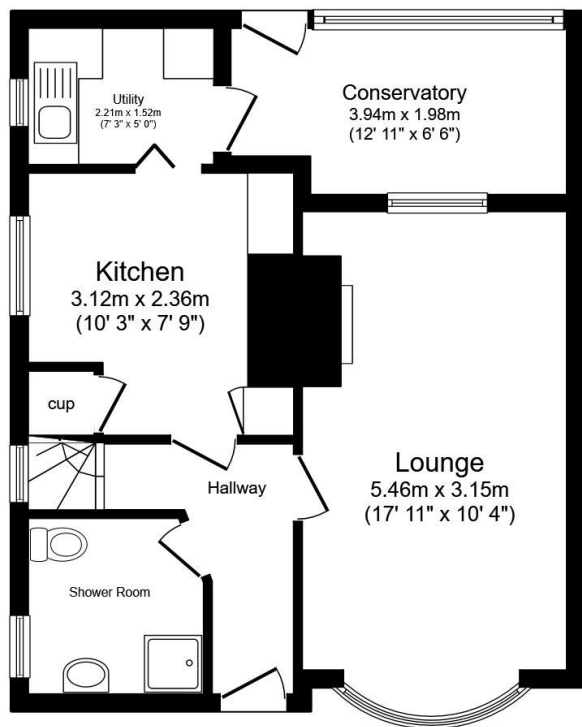 Utility
2.21m x 1.52m
(7' 3" x 5' 0")
Conservatory
3.94m x 1.98m
(12' 11" x 6' 6")
Kitchen
3.12m x 2.36m
(10' 3" x 7' 9")
cup
Hallway
Lounge
5.46m x 3.15m
(17' 11" x 10' 4")
Shower Room